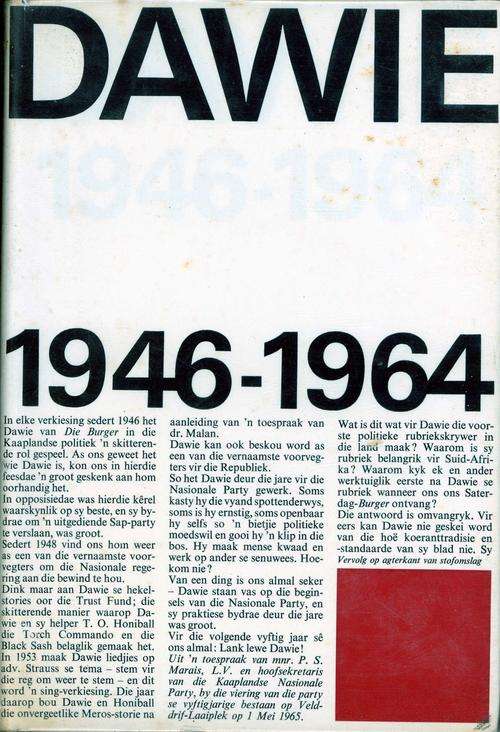 DAWIE
1946-1964
1946-1964
In elke verkiesing sedert 1946 het
Dawie van Die Burger in die
Kaaplandse politiek 'n skitteren-
de rol gespeel. As ons geweet het
wie Dawie is, kon ons in hierdie
feesdae 'n groot geskenk aan hom
oorhandig het.
In opposisiedae was hierdie kêrel
waarskynlik op sy beste, en sy by-
drae om 'n uitgediende Sap-party
te verslaan, was groot.
Sedert 1948 vind ons hom weer
as een van die vernaamste voor-
vegters om die Nasionale rege-
ring aan die bewind te hou.
Dink maar aan Dawie se hekel-
stories oor die Trust Fund; die
skitterende manier waarop Da-
wie en sy helper T. O. Honiball
die Torch Commando en die
Black Sash belaglik gemaak het.
In 1953 maak Dawie liedjies op
adv. Strauss se tema – stem vir
die reg om weer te stem – en dit
word 'n sing-verkiesing. Die jaar
daarop bou Dawie en Honiball
die onvergeetlike Meros-storie na
aanleiding van 'n toespraak van
dr. Malan.
Dawie kan ook beskou word as
een van die vernaamste voorveg-
ters vir die Republiek.
So het Dawie deur die jare vir die
Nasionale Party gewerk. Soms
kasty hy die vyand spottenderwys,
soms is hy ernstig, soms openbaar
hy selfs so 'n bietjie politieke
moedswil en gooi hy 'n klip in die
bos. Hy maak mense kwaad en
werk op ander se senuwees. Hoe-
kom nie?
Van een ding is ons almal seker
– Dawie staan vas op die begin-
sels van die Nasionale Party, en
sy praktiese bydrae deur die jare
was groot.
Vir die volgende vyftig jaar sê
ons almal: Lank lewe Dawie!
Uit 'n toespraak van mnr. P. S.
Marais, L.V. en hoofsekretaris
van die Kaaplandse Nasionale
Party, by die viering van die party
se vyftigjarige bestaan op Veld-
drif-Laaiplek op 1 Mei 1965.
Wat is dit wat vir Dawie die voor-
ste politieke rubriekskrywer in
die land maak? Waarom is sy
rubriek belangrik vir Suid-Afri-
ka? Waarom kyk ek en ander
werktuiglik eerste na Dawie se
rubriek wanneer ons ons Sater-
dag-Burger ontvang?
Die antwoord is omvangryk. Vir
eers kan Dawie nie geskei word
van die hoë koeranttradisie en
-standaarde van sy blad nie. Sy
Vervolg op agterkant van stofomslag